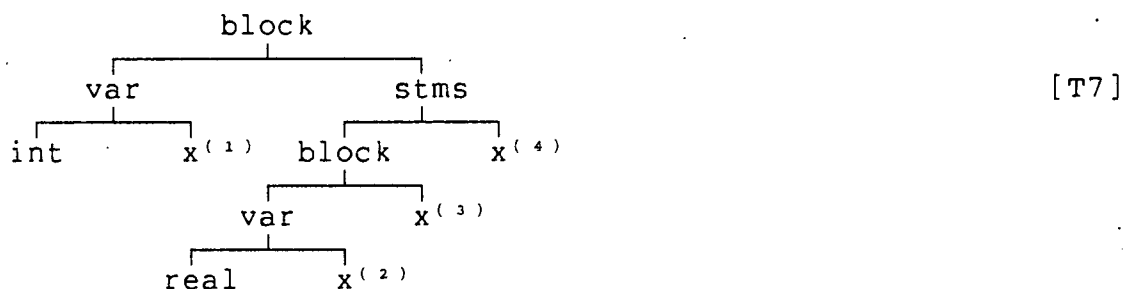 block
var stms [T7]
int x⁽¹⁾ block x⁽⁴⁾
var x⁽³⁾
real x⁽²⁾